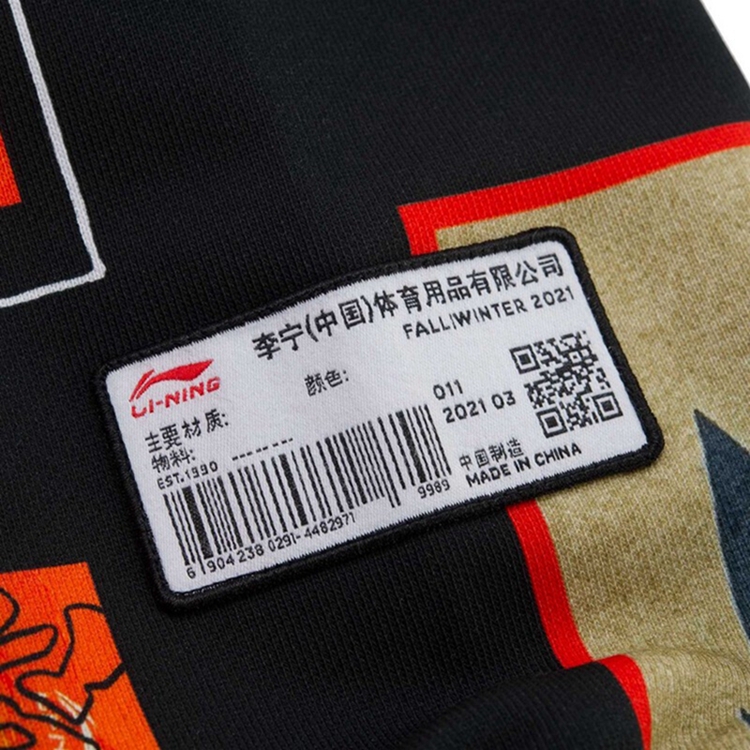 李宁(中国)体育用品有限公司
FALL|WINTER 2021
LI-NING
颜色:
011
2021 03
主要材质:
物料:
EST.1990 -------
中国制造
MADE IN CHINA
9989
6 904238 0291-4482971